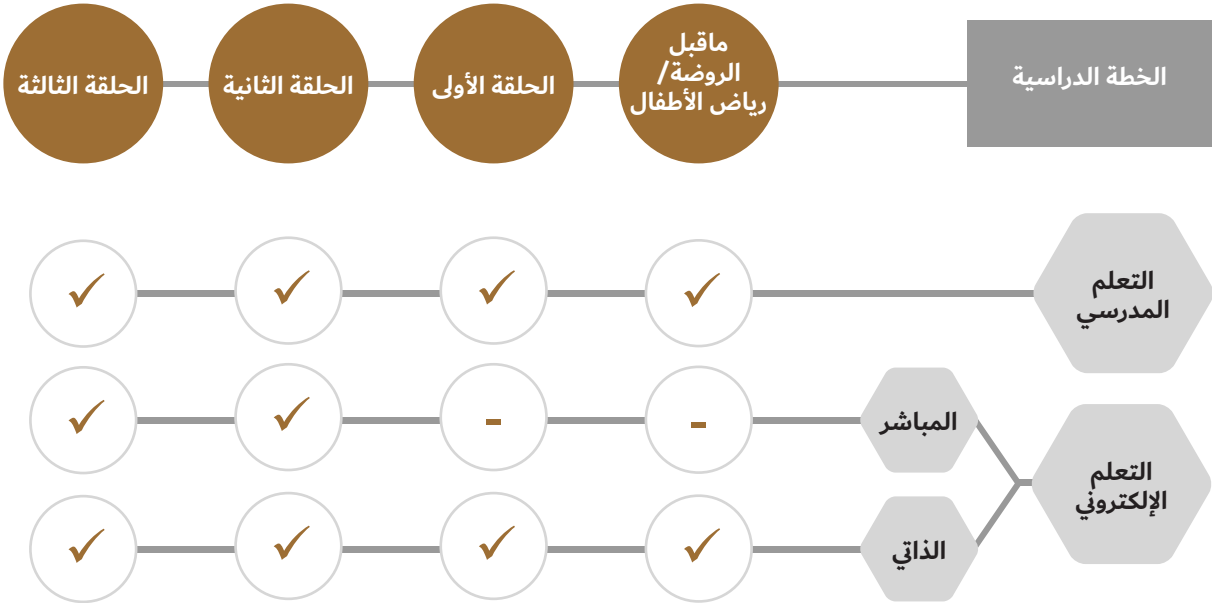 الخطة الدراسية
ماقبل
الروضة/
رياض الأطفال
الحلقة الأولى
الحلقة الثانية
الحلقة الثالثة
التعلم
المدرسي
✓ ✓ ✓ ✓
التعلم
الإلكتروني
المباشر
- - ✓ ✓
الذاتي
✓ ✓ ✓ ✓